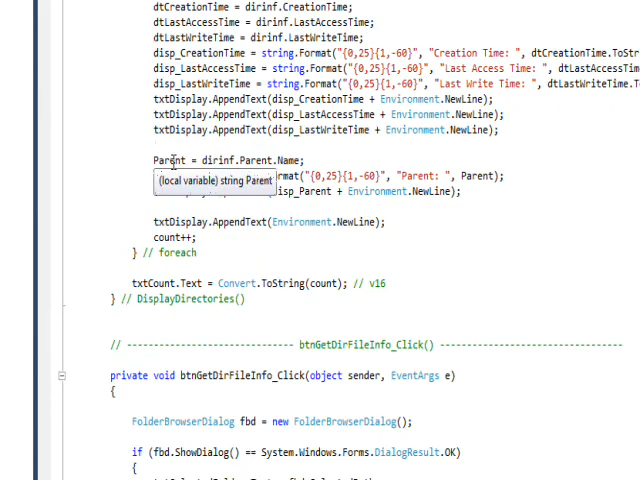 dtCreationTime = dirinf.CreationTime;
dtLastAccessTime = dirinf.LastAccessTime;
dtLastWriteTime = dirinf.LastWriteTime;
disp_CreationTime = string.Format("{0,25}{1,-60}", "Creation Time: ", dtCreationTime.ToStr
disp_LastAccessTime = string.Format("{0,25}{1,-60}", "Last Access Time: ", dtLastAccessTim
disp_LastWriteTime = string.Format("{0,25}{1,-60}", "Last Write Time: ", dtLastWriteTime.T
txtDisplay.AppendText(disp_CreationTime + Environment.NewLine);
txtDisplay.AppendText(disp_LastAccessTime + Environment.NewLine);
txtDisplay.AppendText(disp_LastWriteTime + Environment.NewLine);
Parent = dirinf.Parent.Name;
rmat("{0,25}{1,-60}", "Parent: ", Parent);
(local variable) string Parent
isp_Parent + Environment.NewLine);
txtDisplay.AppendText(Environment.NewLine);
count++;
} // foreach
txtCount.Text = Convert.ToString(count); // v16
} // DisplayDirectories()
// ------------------------------- btnGetDirFileInfo_Click() ----------------------------------
private void btnGetDirFileInfo_Click(object sender, EventArgs e)
{
FolderBrowserDialog fbd = new FolderBrowserDialog();
if (fbd.ShowDialog() == System.Windows.Forms.DialogResult.OK)
{